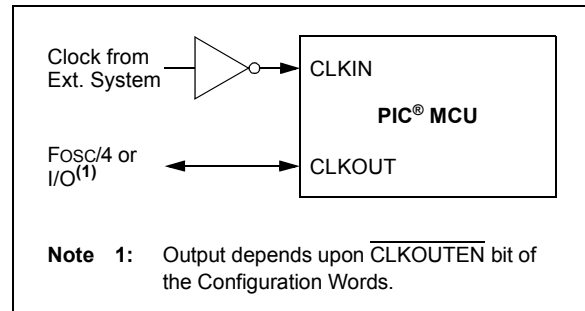 Clock from
Ext. System
CLKIN
PIC® MCU
FOSC/4 or
I/O(1)
CLKOUT
Note 1: Output depends upon CLKOUTEN bit of
the Configuration Words.